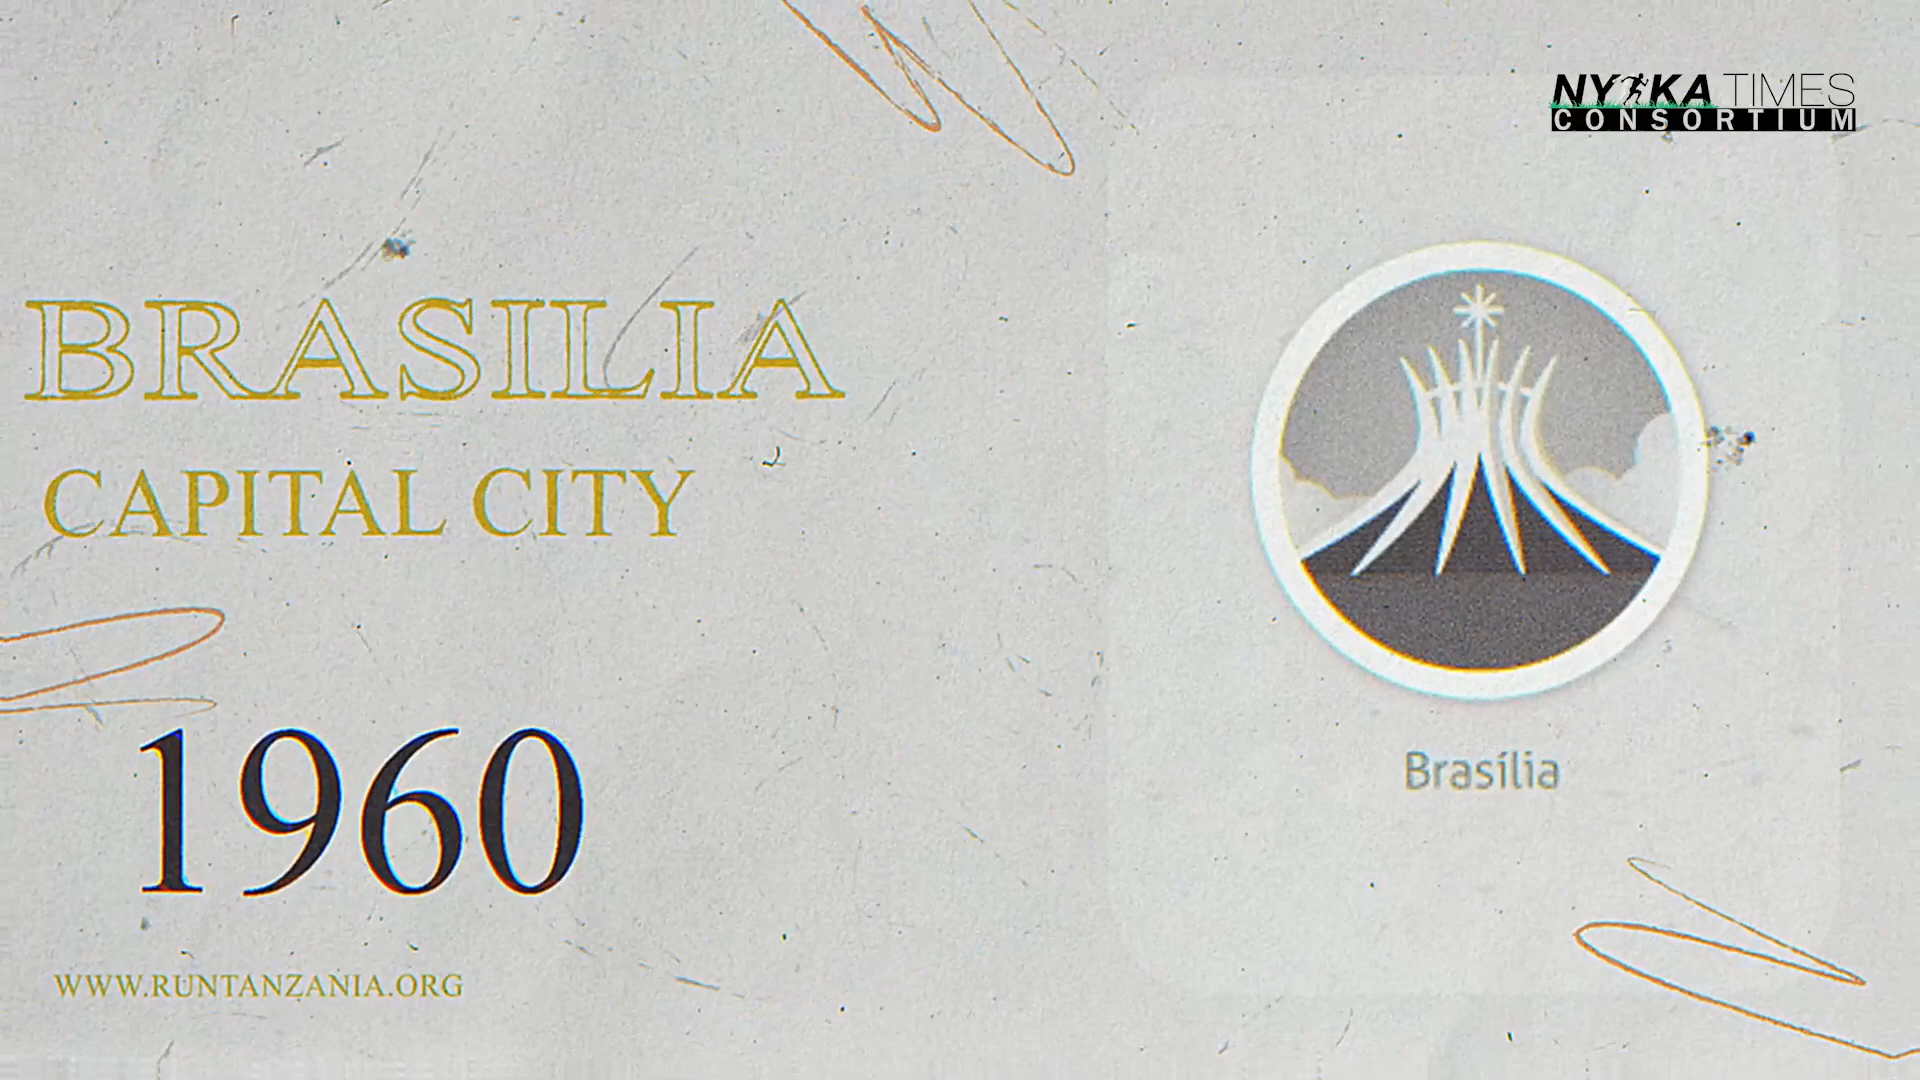 NYIKA TIMES
CONSORTIUM
BRASILIA
CAPITAL CITY
1960
WWW.RUNTANZANIA.ORG
Brasília